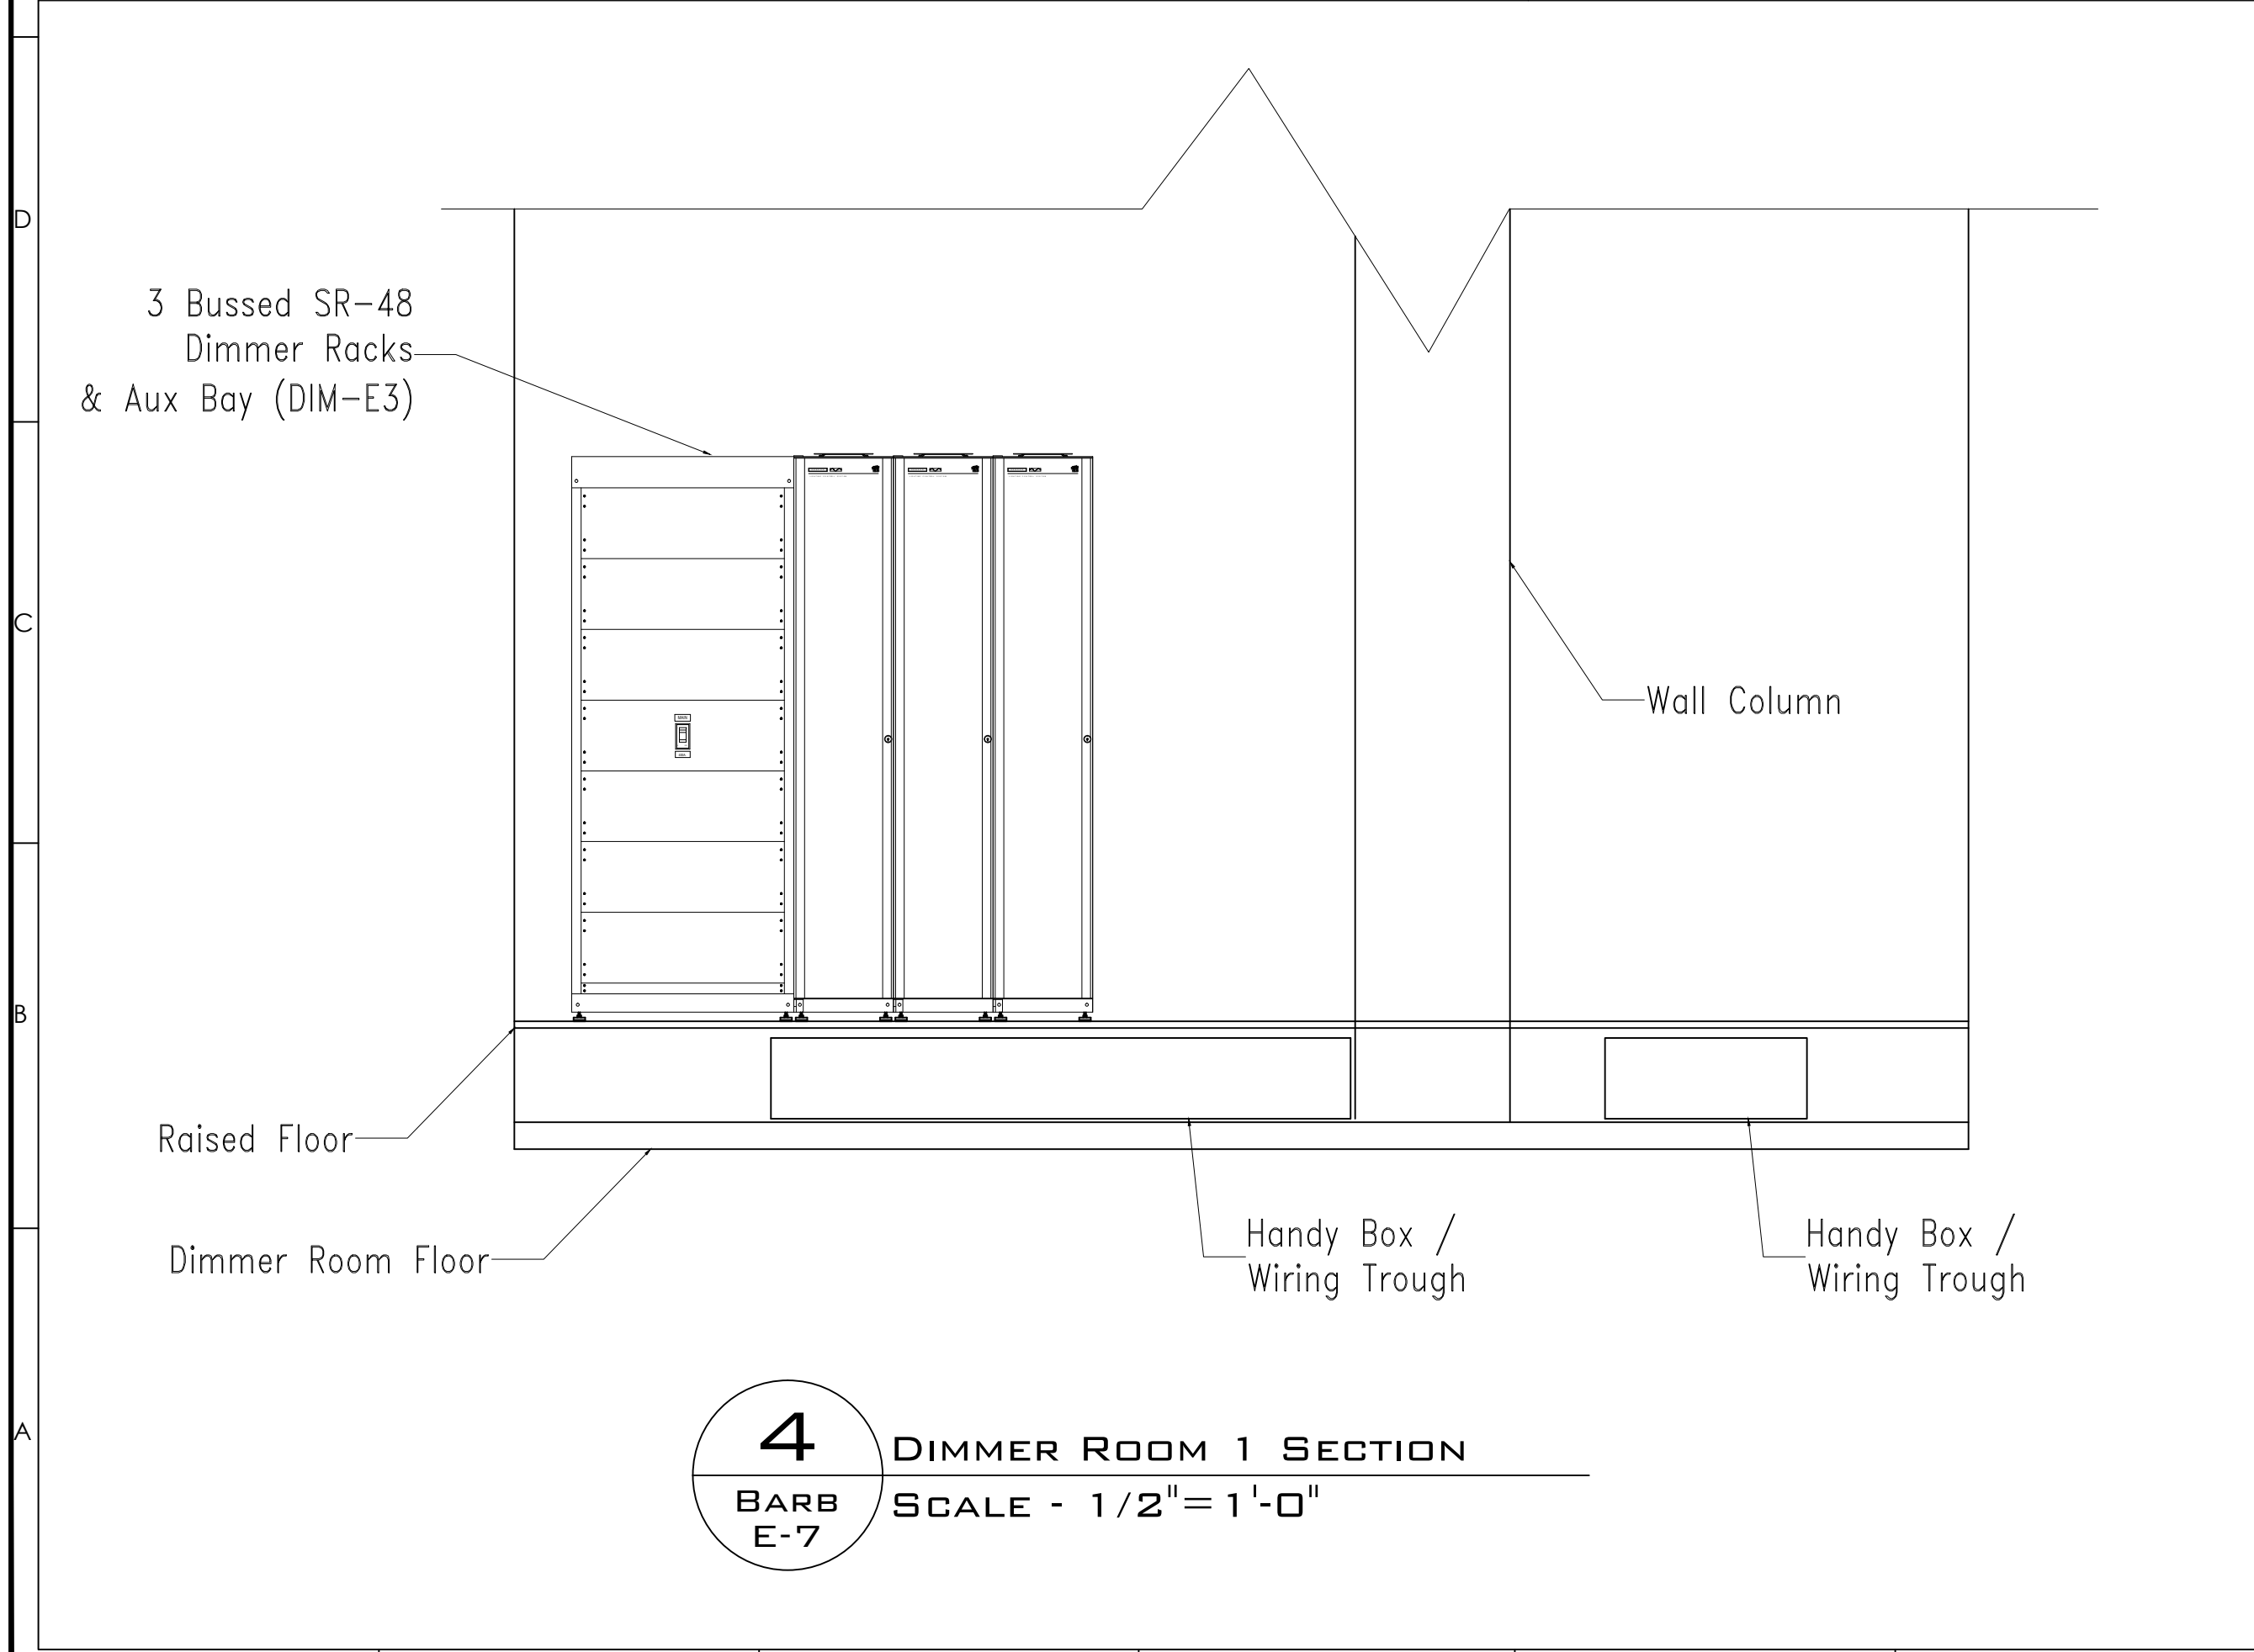 D
3 Bussed SR-48
Dimmer Racks
& Aux Bay (DIM-E3)
MAIN
C
Wall Column
B
Raised Floor
Dimmer Room Floor
Handy Box /
Wiring Trough
Handy Box /
Wiring Trough
A
4
BARB
E-7
DIMMER ROOM 1 SECTION
SCALE - 1/2"=1'-0"